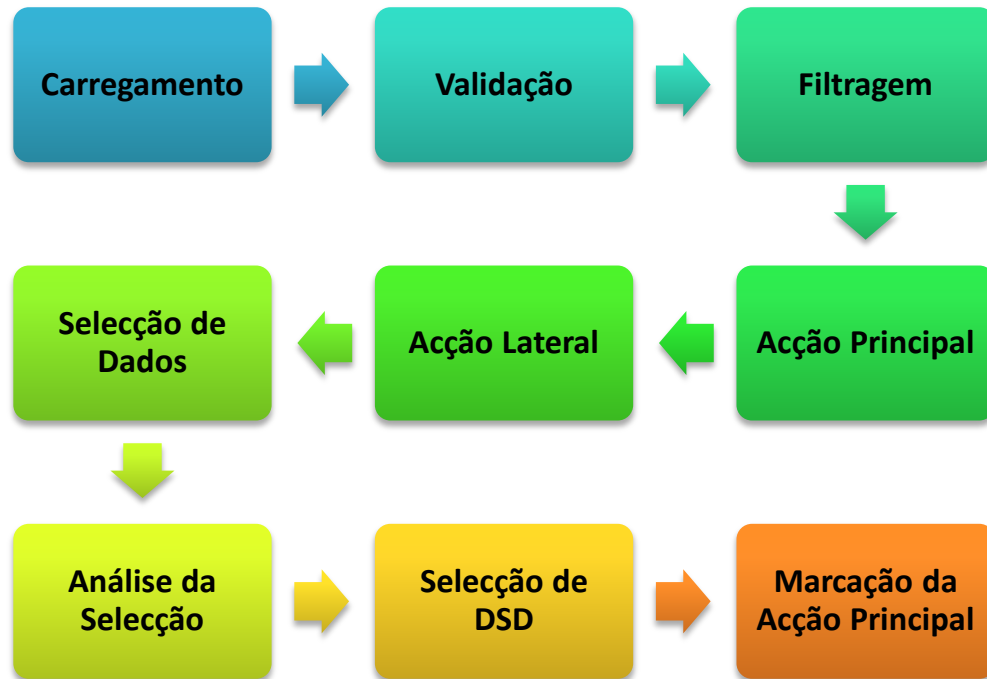 Carregamento
Validação
Filtragem
Acção Principal
Acção Lateral
Selecção de
Dados
Análise da
Selecção
Selecção de
DSD
Marcação da
Acção Principal